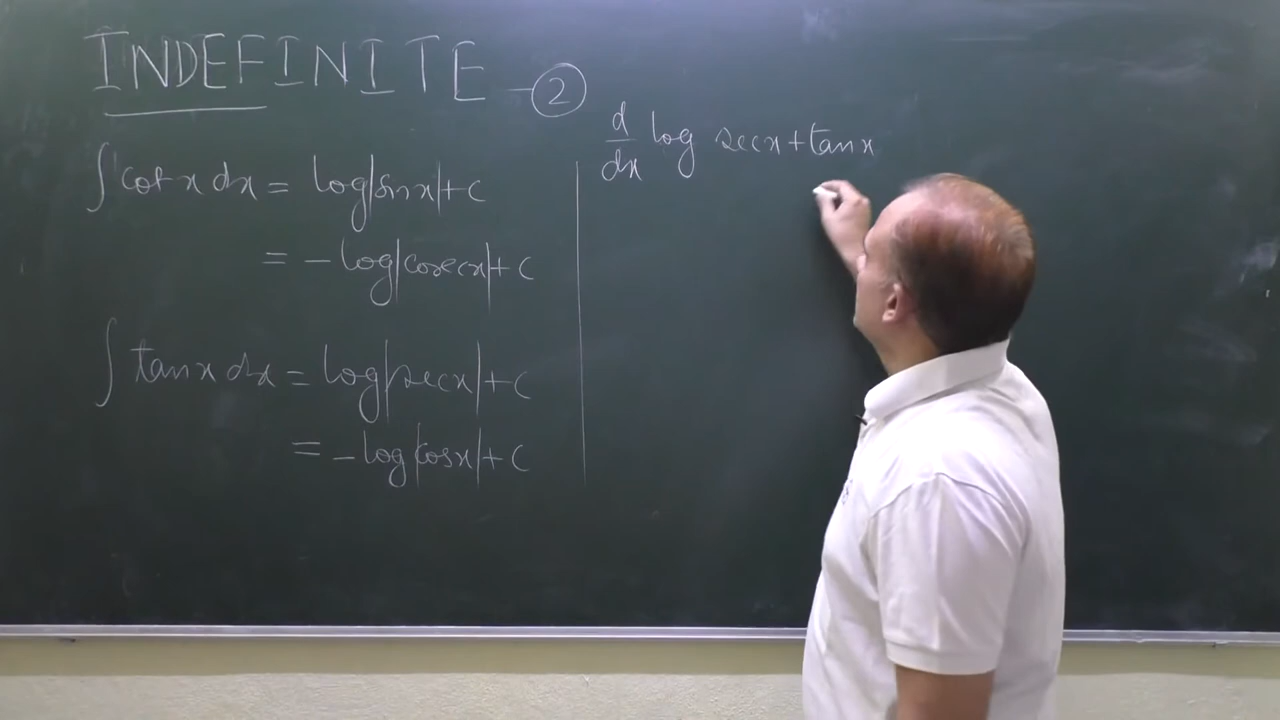 INDEFINITE - 2
∫ cot x dx = log|sin x| + c
= - log|cosec x| + c
∫ tan x dx = log|sec x| + c
= - log|cos x| + c
d/dx log sec x + tan x